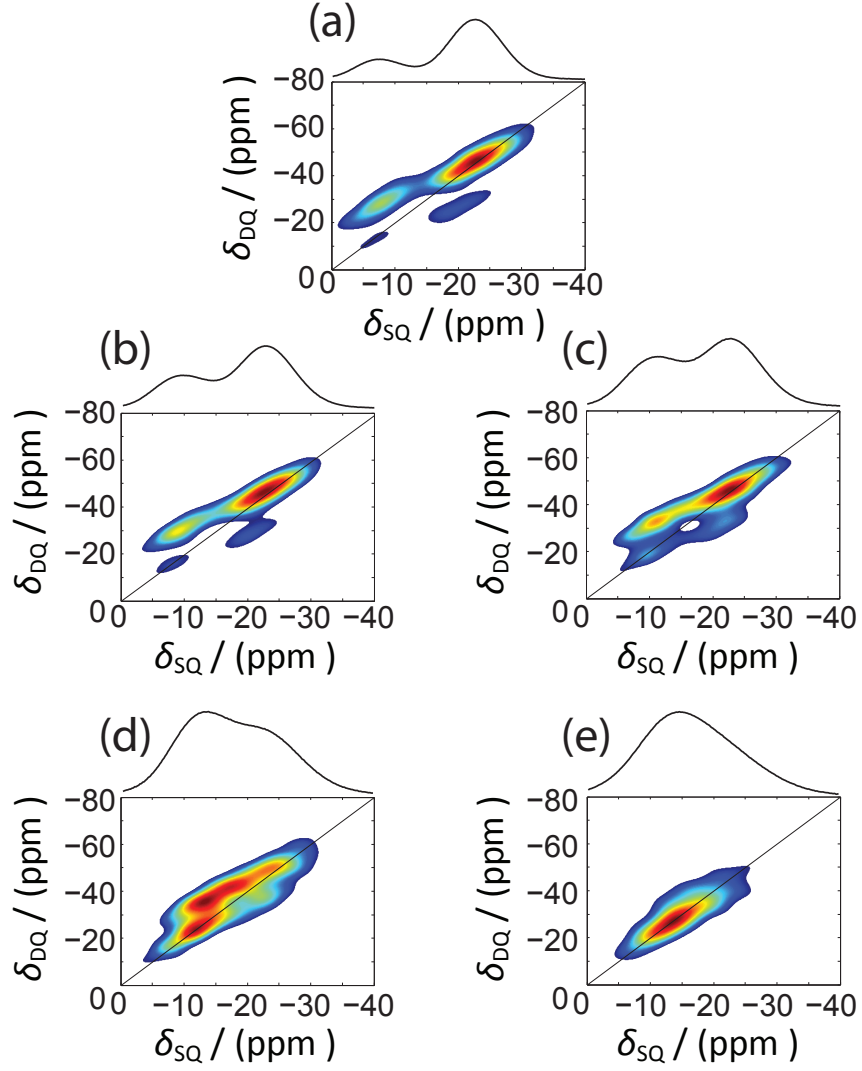 (a)
−80
−60
−40
−20
0
δDQ / (ppm )
0 −10 −20 −30 −40
δSQ / (ppm )
(b)
−80
−60
−40
−20
0
δDQ / (ppm )
0 −10 −20 −30 −40
δSQ / (ppm )
(c)
−80
−60
−40
−20
0
δDQ / (ppm )
0 −10 −20 −30 −40
δSQ / (ppm )
(d)
−80
−60
−40
−20
0
δDQ / (ppm )
0 −10 −20 −30 −40
δSQ / (ppm )
(e)
−80
−60
−40
−20
0
δDQ / (ppm )
0 −10 −20 −30 −40
δSQ / (ppm )